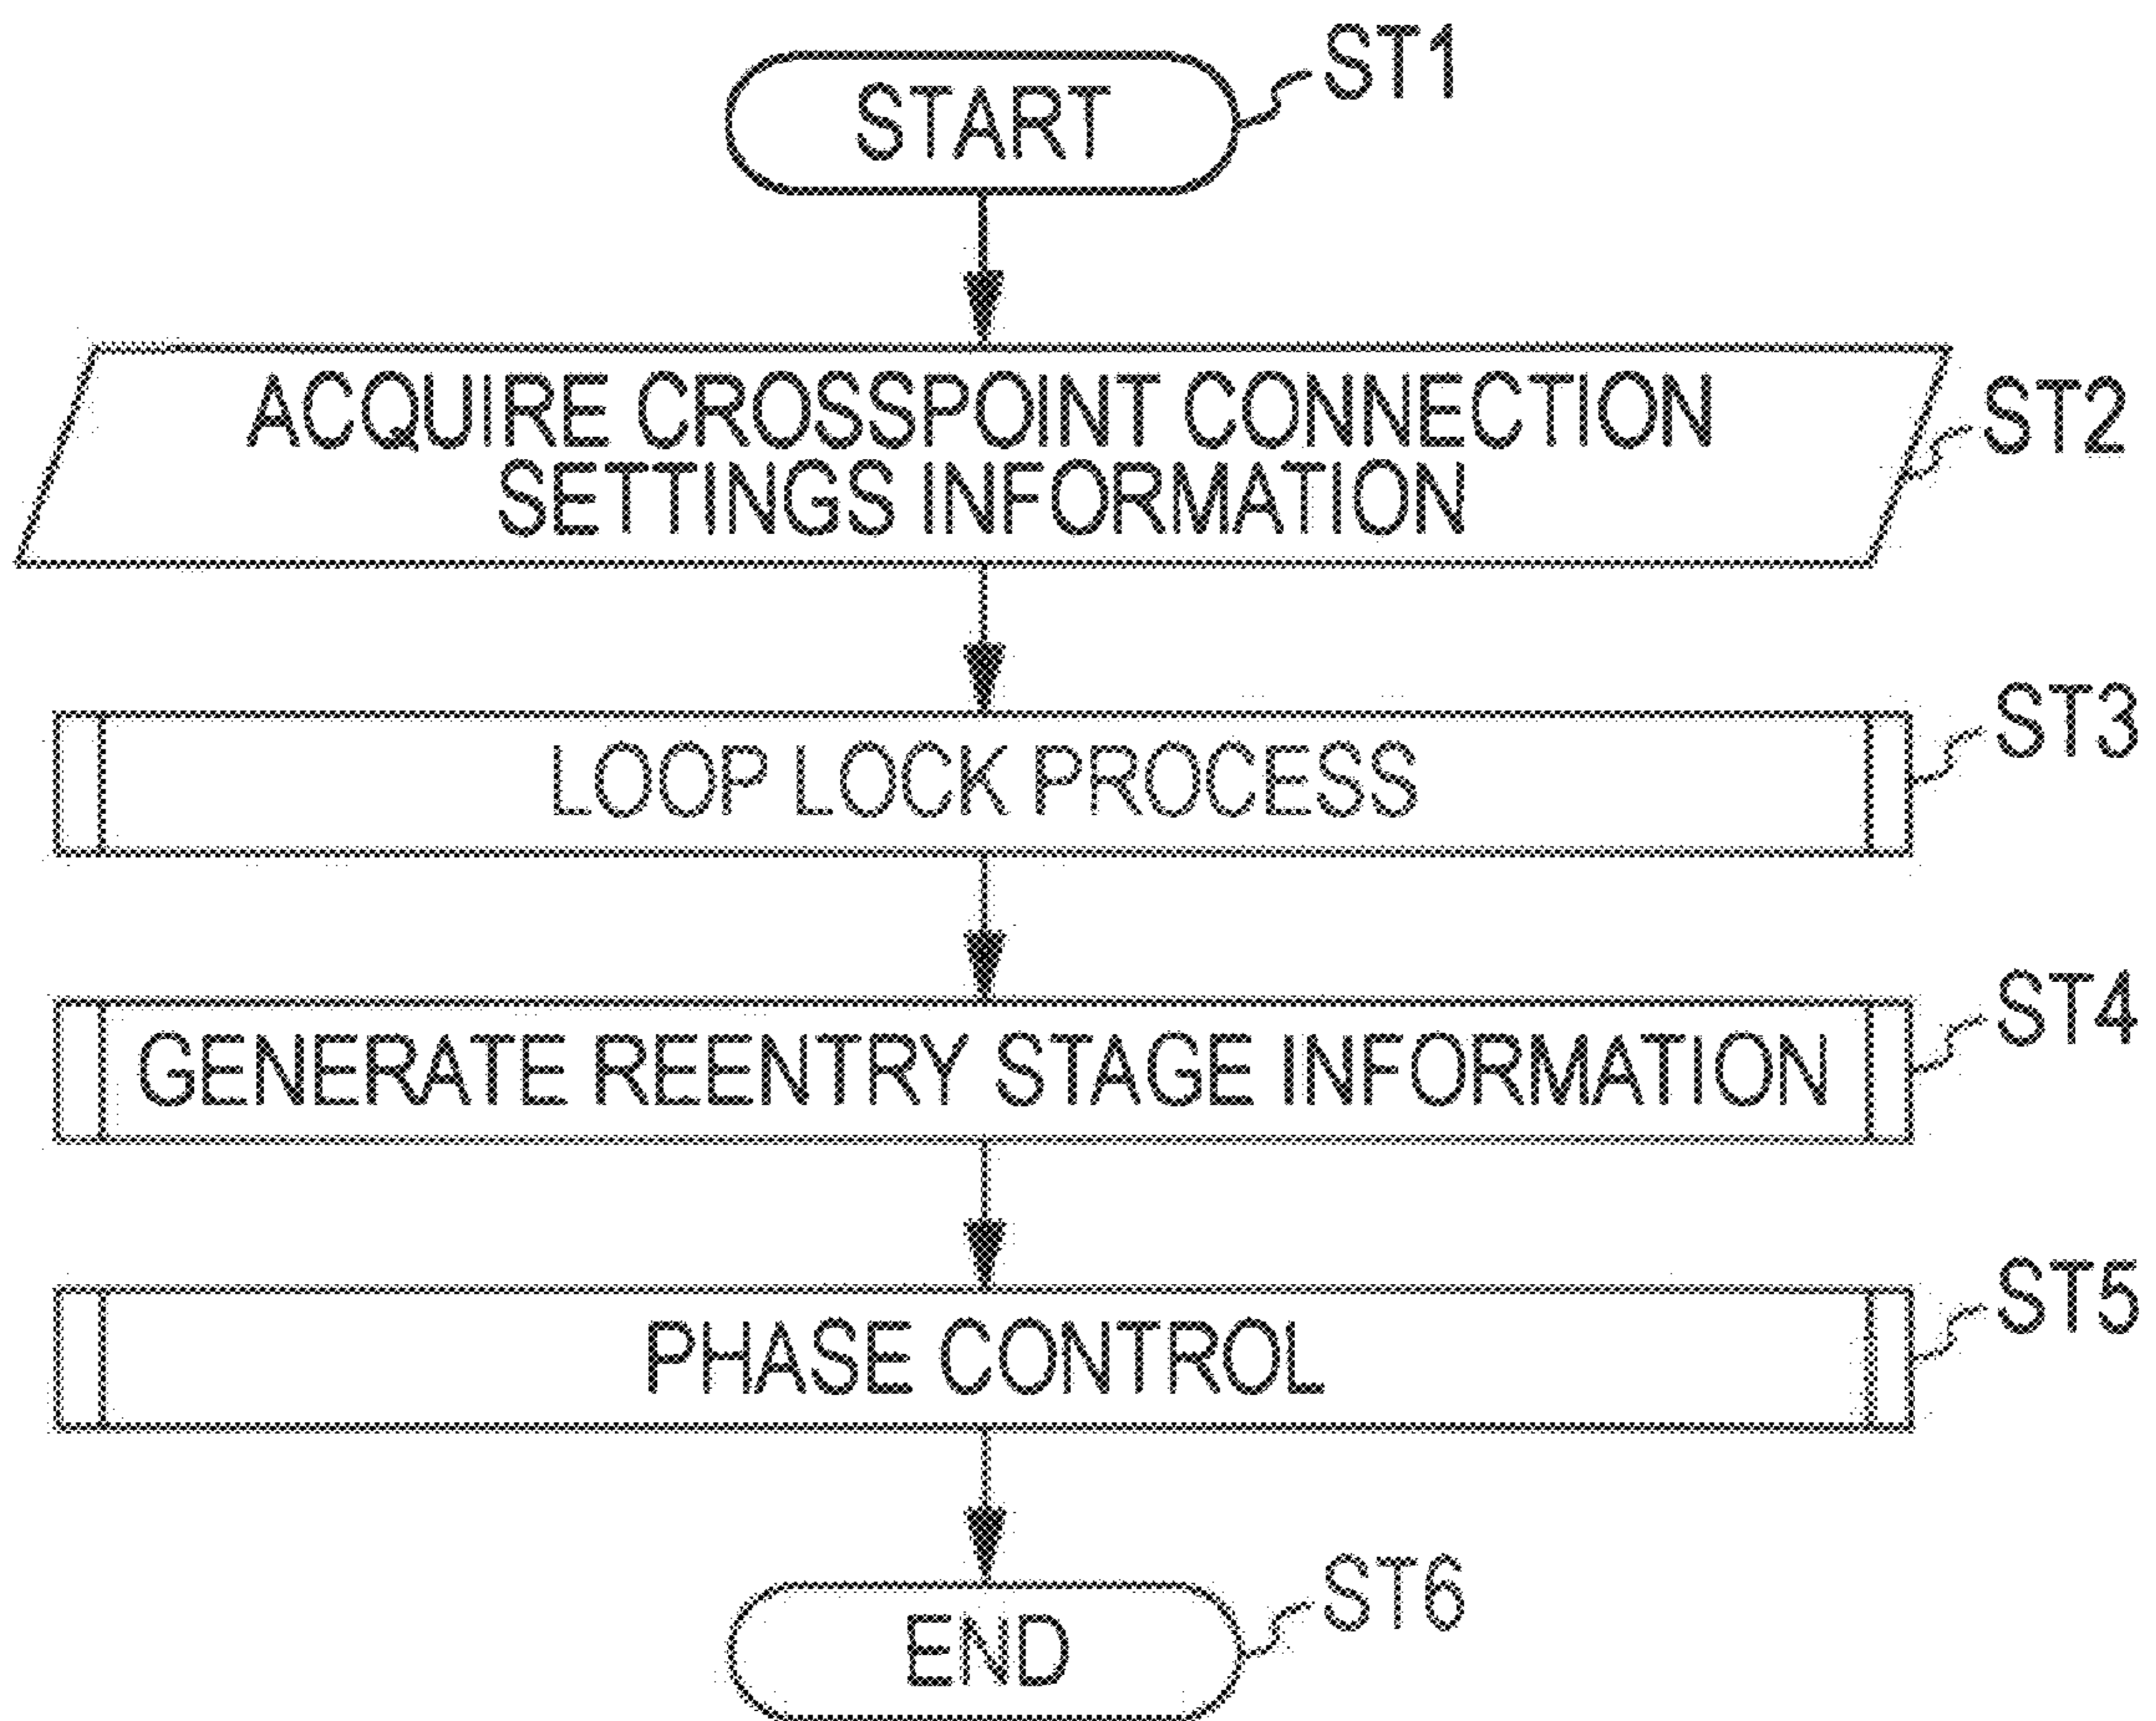 START
ST1
ACQUIRE CROSSPOINT CONNECTION
SETTINGS INFORMATION
ST2
LOOP LOCK PROCESS
ST3
GENERATE REENTRY STAGE INFORMATION
ST4
PHASE CONTROL
ST5
END
ST6